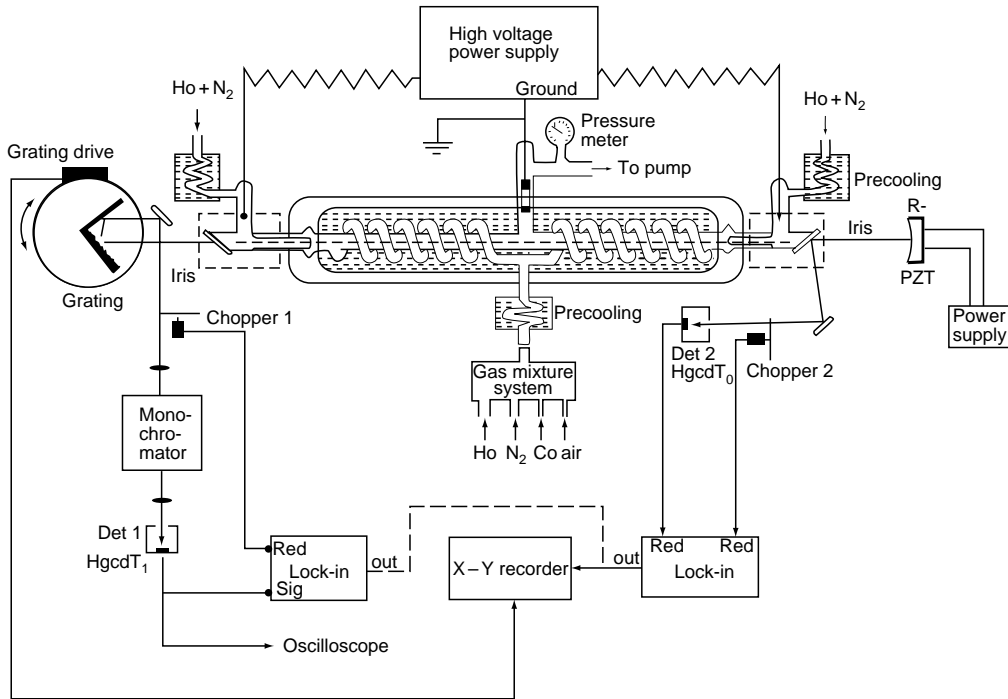 High voltage
power supply
Ground
Ho + N2
Ho + N2
Pressure
meter
To pump
Grating drive
Precooling
R-
Iris
Iris
PZT
Grating
Precooling
Power
supply
Chopper 1
Det 2
HgcdT0
Chopper 2
Gas mixture
system
Mono-
chro-
mator
Ho N2 Co air
Det 1
HgcdT1
Red
Lock-in
Sig
out
X–Y recorder
out
Red Red
Lock-in
Oscilloscope